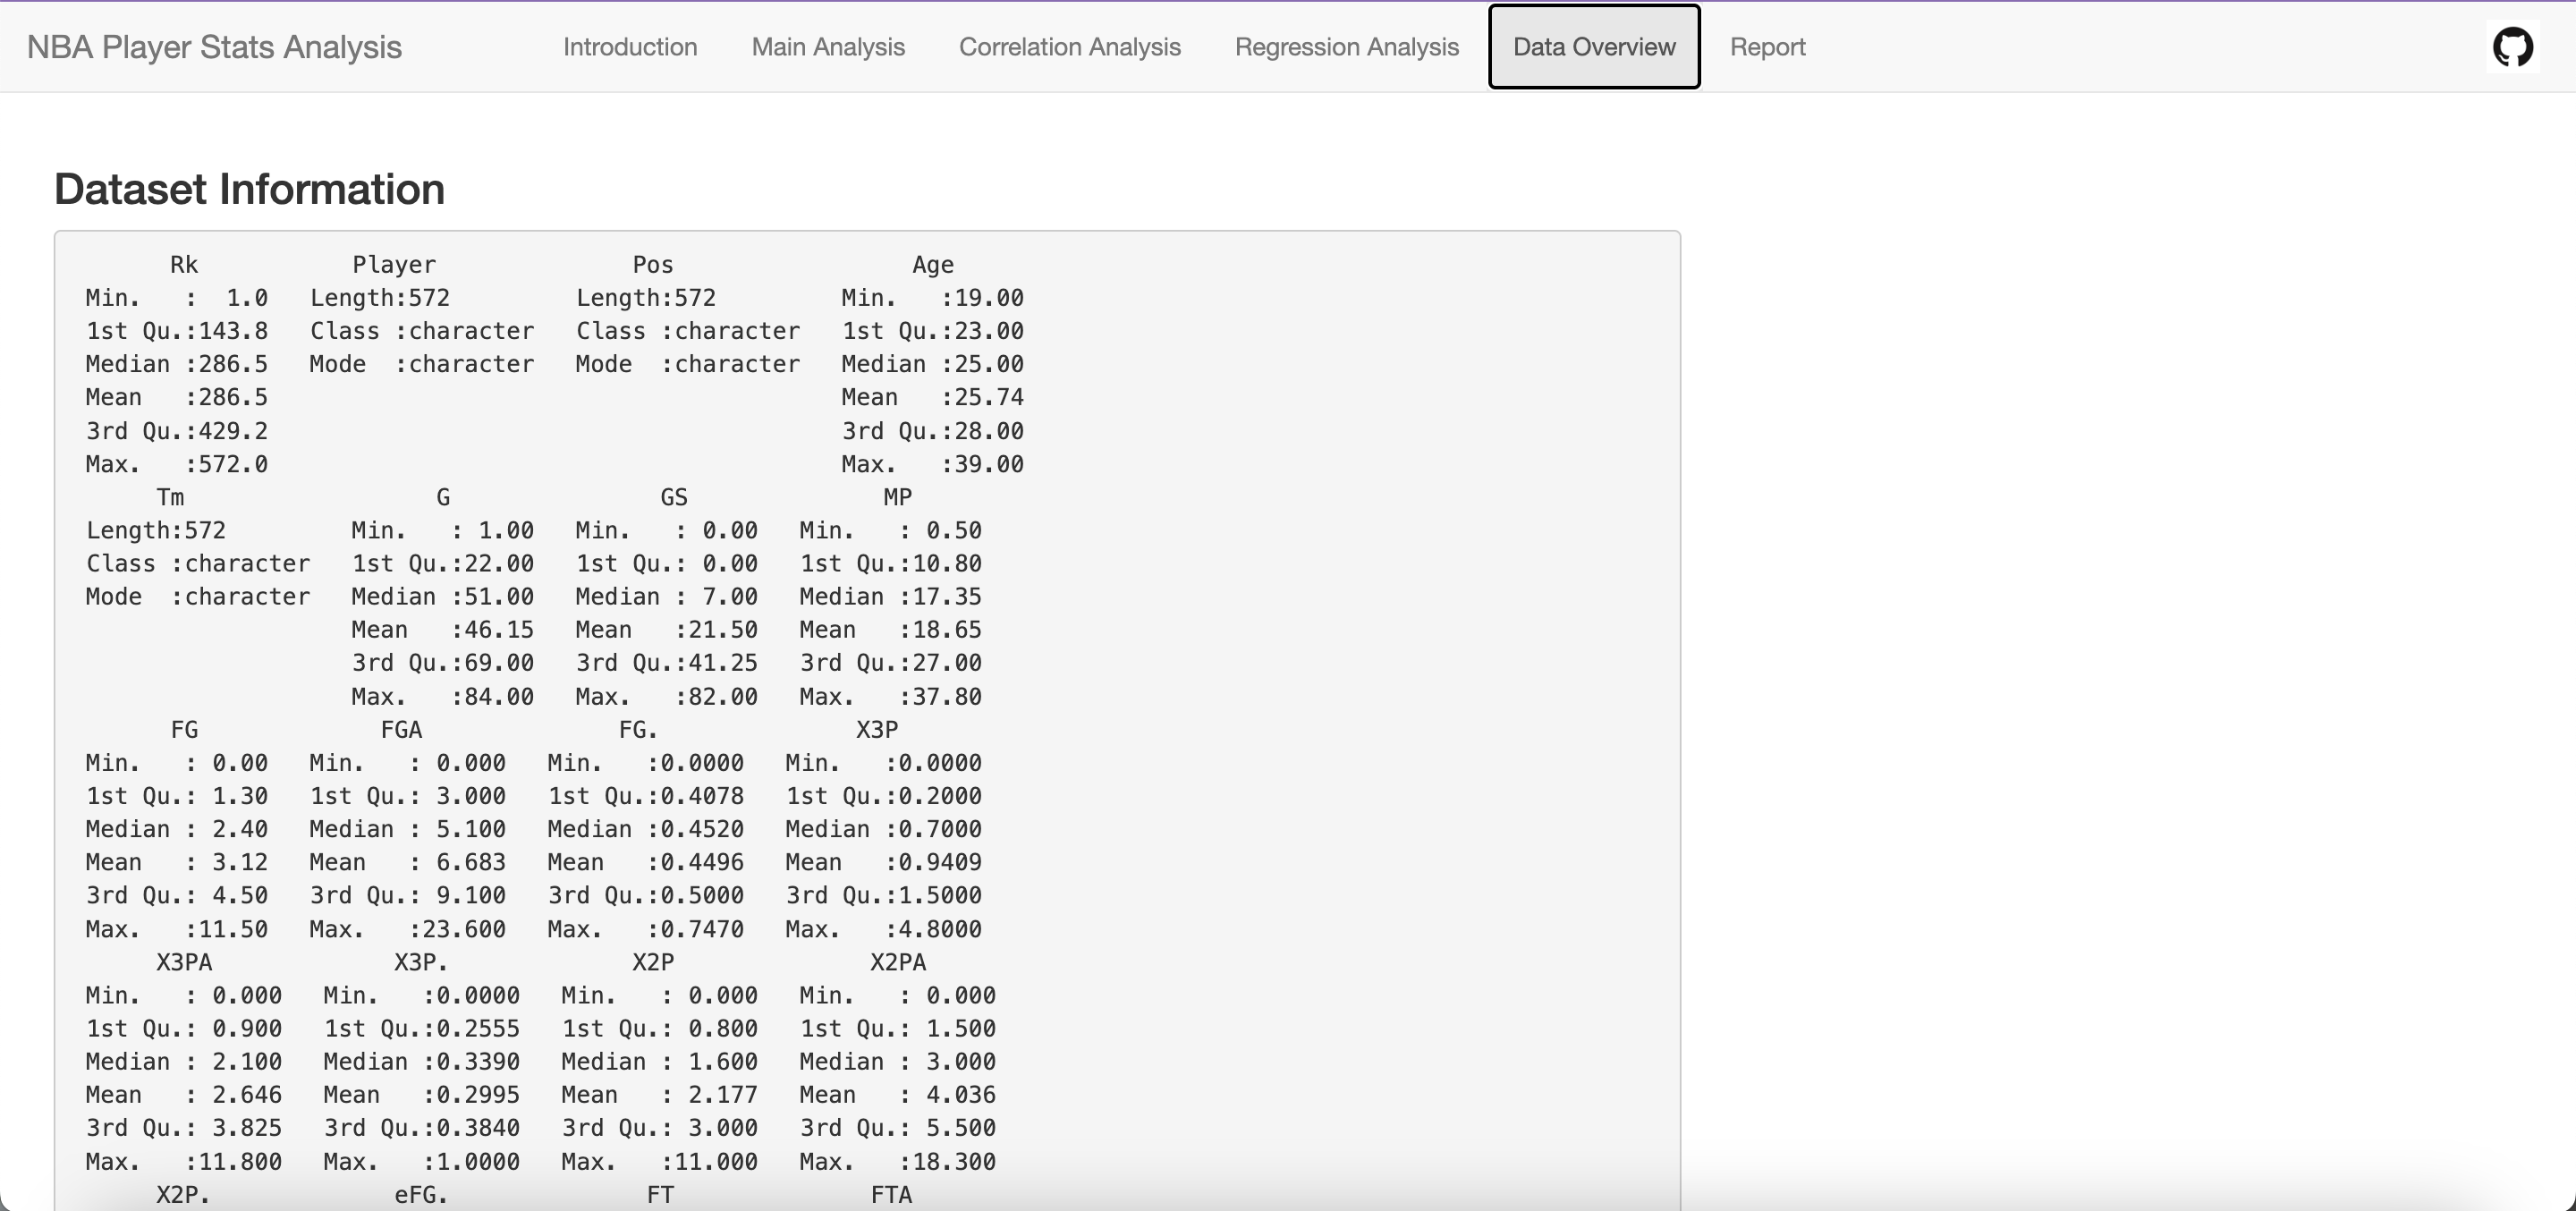 NBA Player Stats Analysis Introduction Main Analysis Correlation Analysis Regression Analysis Data Overview Report
Dataset Information
      Rk           Player              Pos                 Age
Min.   :  1.0   Length:572         Length:572         Min.   :19.00
1st Qu.:143.8   Class :character   Class :character   1st Qu.:23.00
Median :286.5   Mode  :character   Mode  :character   Median :25.00
Mean   :286.5                                         Mean   :25.74
3rd Qu.:429.2                                         3rd Qu.:28.00
Max.   :572.0                                         Max.   :39.00
     Tm                  G               GS              MP
Length:572         Min.   : 1.00   Min.   : 0.00   Min.   : 0.50
Class :character   1st Qu.:22.00   1st Qu.: 0.00   1st Qu.:10.80
Mode  :character   Median :51.00   Median : 7.00   Median :17.35
                   Mean   :46.15   Mean   :21.50   Mean   :18.65
                   3rd Qu.:69.00   3rd Qu.:41.25   3rd Qu.:27.00
                   Max.   :84.00   Max.   :82.00   Max.   :37.80
      FG             FGA              FG.              X3P
Min.   : 0.00   Min.   : 0.000   Min.   :0.0000   Min.   :0.0000
1st Qu.: 1.30   1st Qu.: 3.000   1st Qu.:0.4078   1st Qu.:0.2000
Median : 2.40   Median : 5.100   Median :0.4520   Median :0.7000
Mean   : 3.12   Mean   : 6.683   Mean   :0.4496   Mean   :0.9409
3rd Qu.: 4.50   3rd Qu.: 9.100   3rd Qu.:0.5000   3rd Qu.:1.5000
Max.   :11.50   Max.   :23.600   Max.   :0.7470   Max.   :4.8000
     X3PA             X3P.             X2P              X2PA
Min.   : 0.000   Min.   :0.0000   Min.   : 0.000   Min.   : 0.000
1st Qu.: 0.900   1st Qu.:0.2555   1st Qu.: 0.800   1st Qu.: 1.500
Median : 2.100   Median :0.3390   Median : 1.600   Median : 3.000
Mean   : 2.646   Mean   :0.2995   Mean   : 2.177   Mean   : 4.036
3rd Qu.: 3.825   3rd Qu.:0.3840   3rd Qu.: 3.000   3rd Qu.: 5.500
Max.   :11.800   Max.   :1.0000   Max.   :11.000   Max.   :18.300
     X2P.             eFG.              FT              FTA